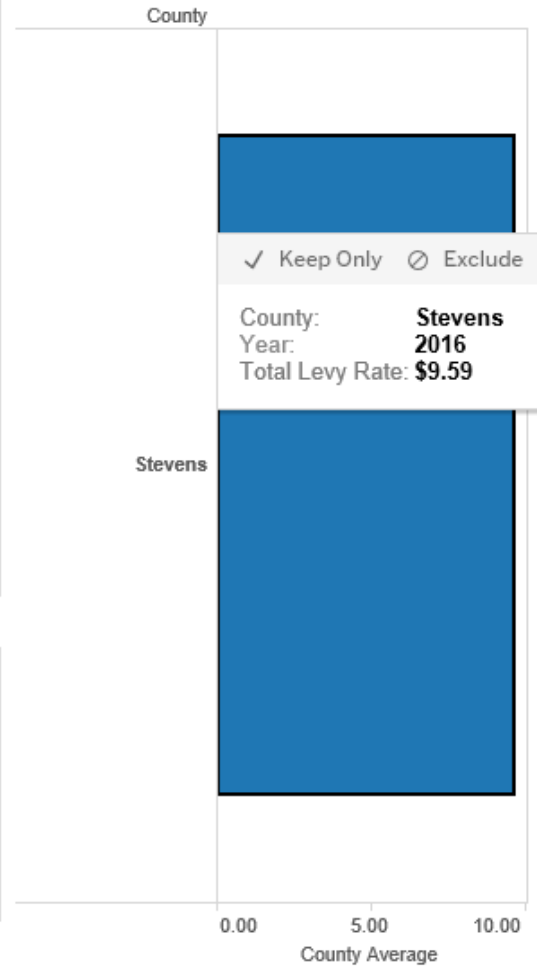 County
Keep Only Exclude
County: Stevens
Year: 2016
Total Levy Rate: $9.59
Stevens
0.00 5.00 10.00
County Average